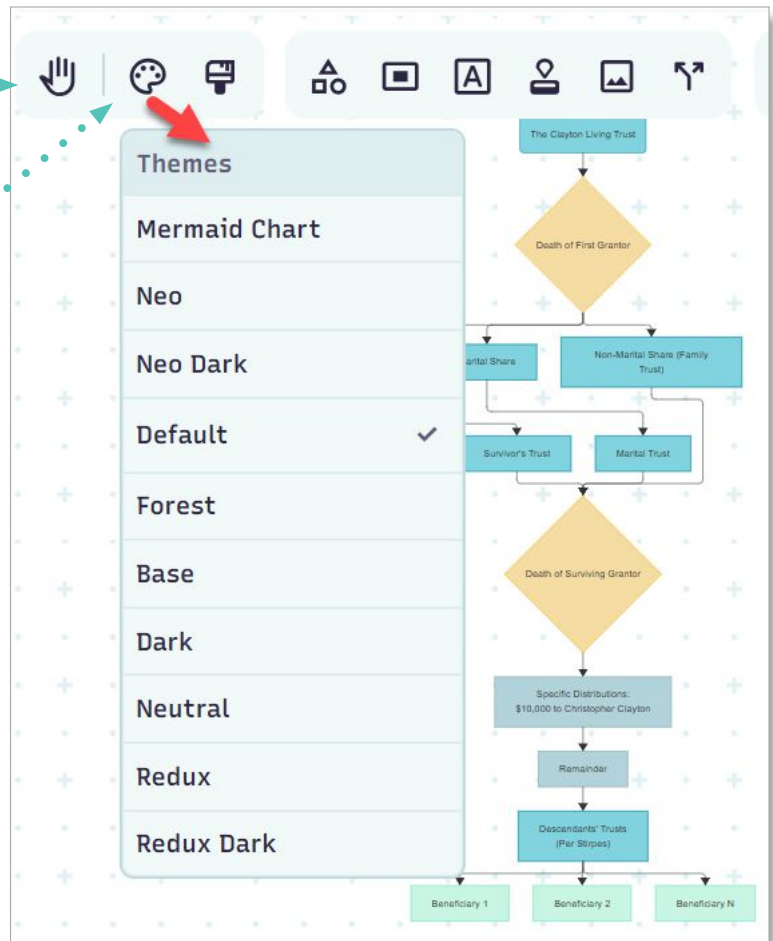 A
The Clayton Living Trust
Themes
Mermaid Chart
Neo
Neo Dark
Default
Forest
Base
Dark
Neutral
Redux
Redux Dark
Death of First Grantor
Share
Non-Marital Share (Family
Trust)
Survivor's Trust
Marital Trust
Death of Surviving Grantor
Specific Distributions:
$10,000 to Christopher Clayton
Remainder
Descendants' Trusts
(Per Stirpes)
Beneficiary 1
Beneficiary 2
Beneficiary N